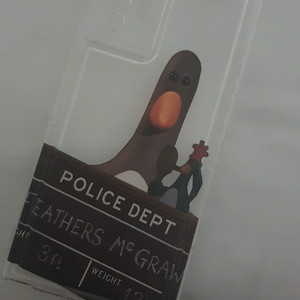 POLICE DEPT
FEATHERS McGRAW
3ft
WEIGHT